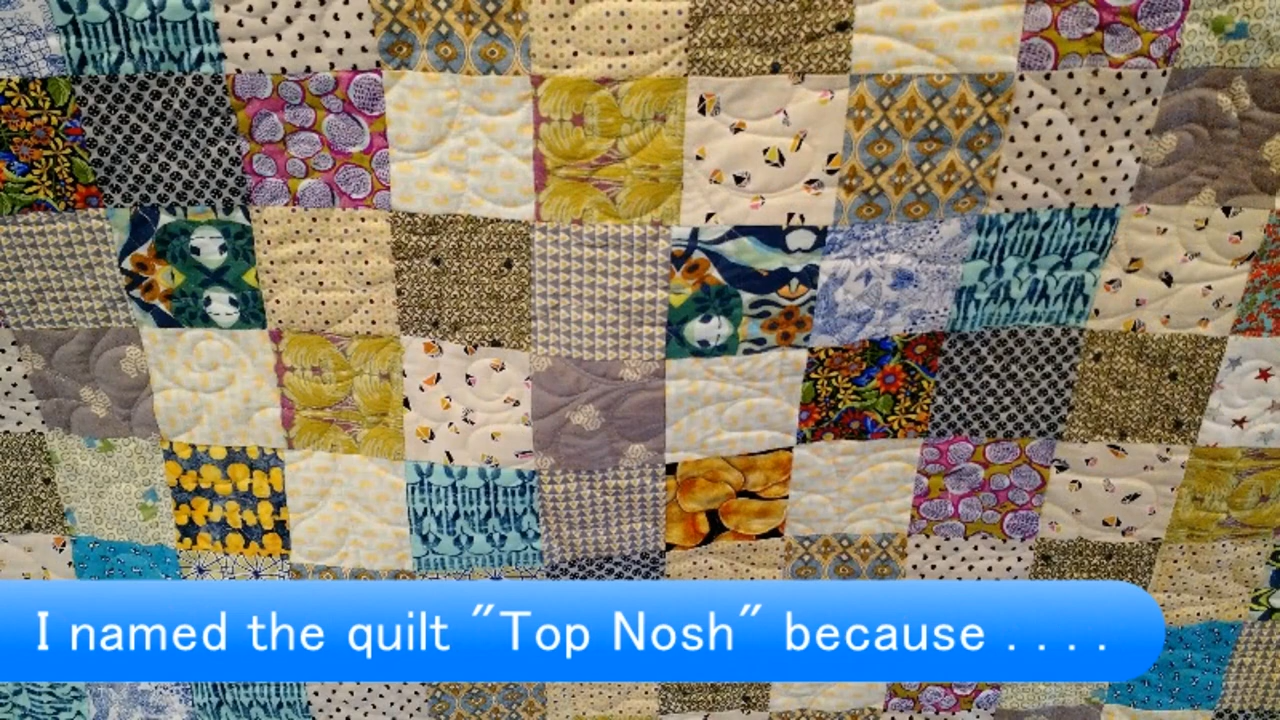 I named the quilt "Top Nosh" because . . . .